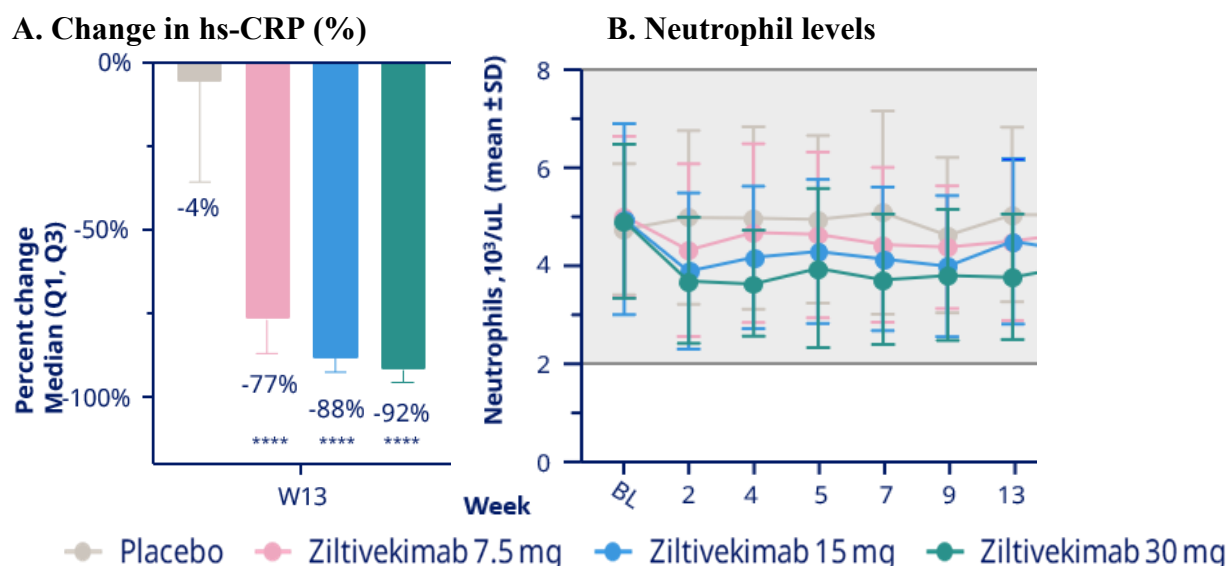 A. Change in hs-CRP (%)
0%
-50%
-100%
Percent change
Median (Q1, Q3)
-4%
-77%
-88%
-92%
****
****
****
W13
B. Neutrophil levels
Neutrophils ,10³/uL (mean ± SD)
8
6
4
2
0
BL
2
4
5
7
9
13
Week
Placebo
Ziltivekimab 7.5 mg
Ziltivekimab 15 mg
Ziltivekimab 30 mg